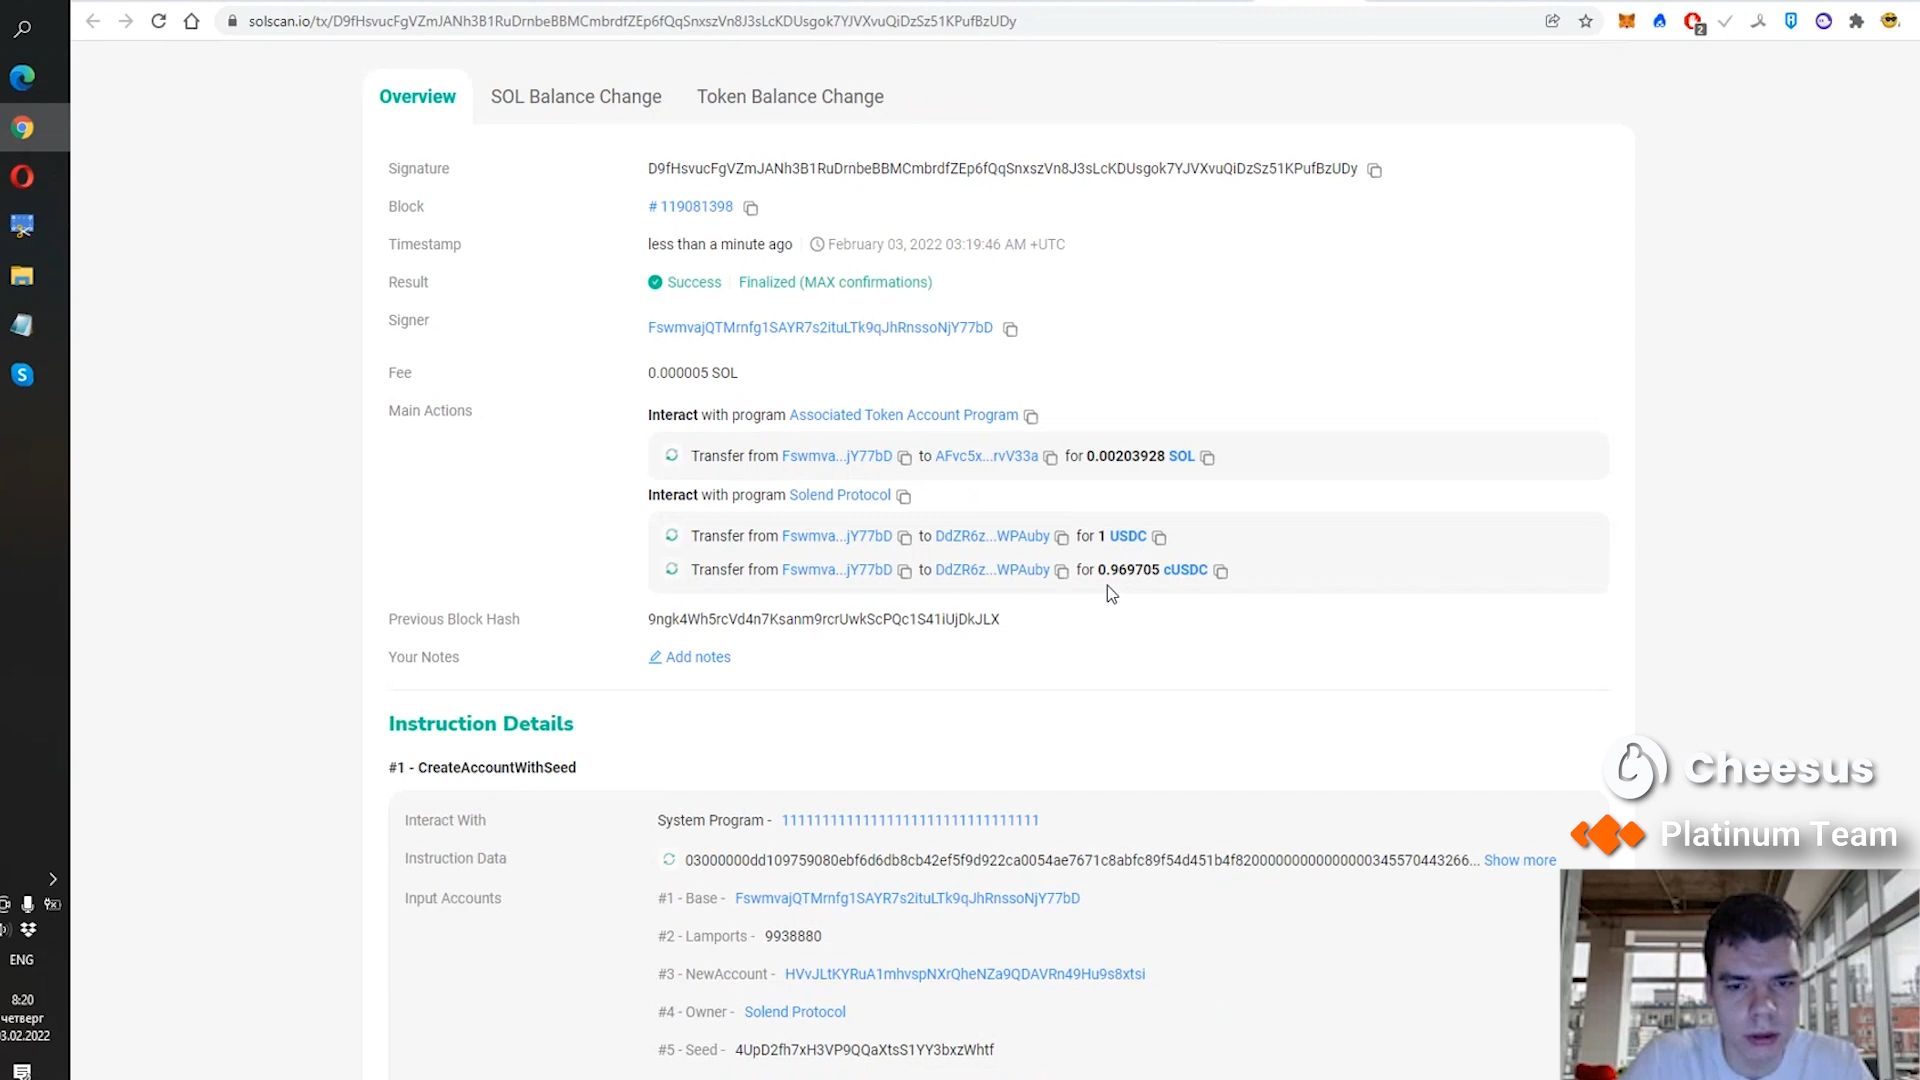 solscan.io/tx/D9fHsvucFgVZmJANh3B1RuDrnbeBBMCmbrdfZEp6fQqSnxszVn8J3sLcKDUsgok7YJVXvuQiDzSz51KPufBzUDy
2
Overview SOL Balance Change Token Balance Change
Signature D9fHsvucFgVZmJANh3B1RuDrnbeBBMCmbrdfZEp6fQqSnxszVn8J3sLcKDUsgok7YJVXvuQiDzSz51KPufBzUDy
Block # 119081398
Timestamp less than a minute ago February 03, 2022 03:19:46 AM +UTC
Result Success Finalized (MAX confirmations)
Signer FswmvajQTMrnfg1SAYR7s2ituLTk9qJhRnssoNjY77bD
Fee 0.000005 SOL
Main Actions Interact with program Associated Token Account Program
Transfer from Fswmva...jY77bD to AFvc5x...rvV33a for 0.00203928 SOL
Interact with program Solend Protocol
Transfer from Fswmva...jY77bD to DdZR6z...WPAuby for 1 USDC
Transfer from Fswmva...jY77bD to DdZR6z...WPAuby for 0.969705 cUSDC
Previous Block Hash 9ngk4Wh5rcVd4n7Ksanm9rcrUwkScPQc1S41iUjDkJLX
Your Notes Add notes
Instruction Details
#1 - CreateAccountWithSeed
Interact With System Program - 11111111111111111111111111111111
Instruction Data 03000000dd109759080ebf6d6db8cb42ef5f9d922ca0054ae7671c8abfc89f54d451b4f82000000000000000345570443266... Show more
Input Accounts #1 - Base - FswmvajQTMrnfg1SAYR7s2ituLTk9qJhRnssoNjY77bD
#2 - Lamports - 9938880
#3 - NewAccount - HVvJLtKYRuA1mhvspNXrQheNZa9QDAVRn49Hu9s8xtsi
#4 - Owner - Solend Protocol
#5 - Seed - 4UpD2fh7xH3VP9QQaXtsS1YY3bxzWhtf
Cheesus
Platinum Team
S
ENG
8:20
четверг
3.02.2022